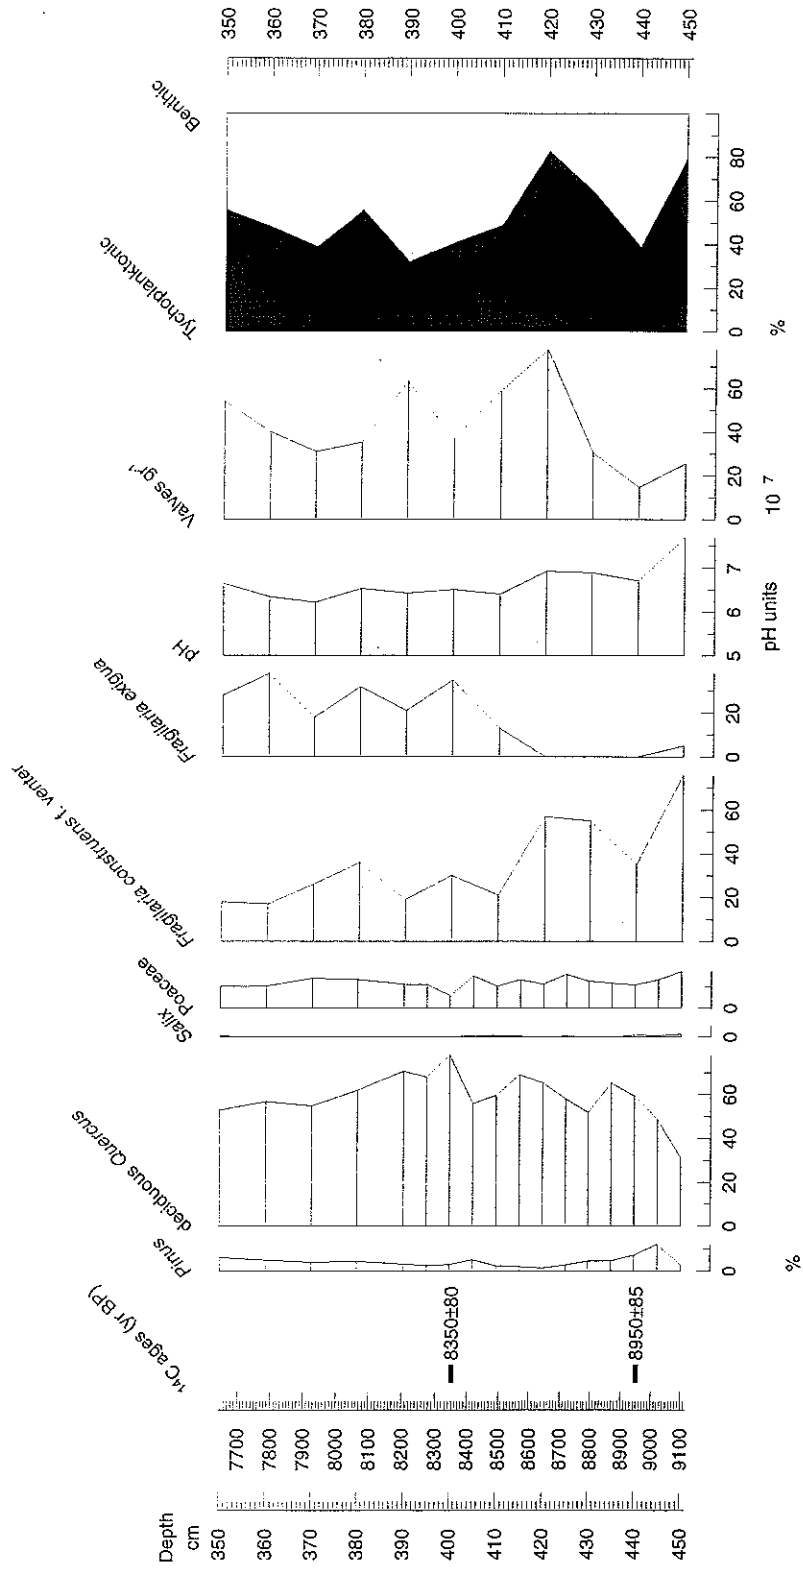 Depth
cm
350 360 370 380 390 400 410 420 430 440 450
7700 7800 7900 8000 8100 8200 8300 8400 8500 8600 8700 8800 8900 9000 9100
¹⁴C ages (yr BP)
8350±80
8950±85
Pinus
0
%
deciduous Quercus
0 20 40 60
Salix
0
Poaceae
0
Fragilaria construens f. venter
0 20 40 60
Fragilaria exigua
0 20
pH
5 6 7
pH units
Valves gr⁻¹
0 20 40 60
10 ⁷
Tychoplanktonic
Benthic
0 20 40 60 80
%
350 360 370 380 390 400 410 420 430 440 450